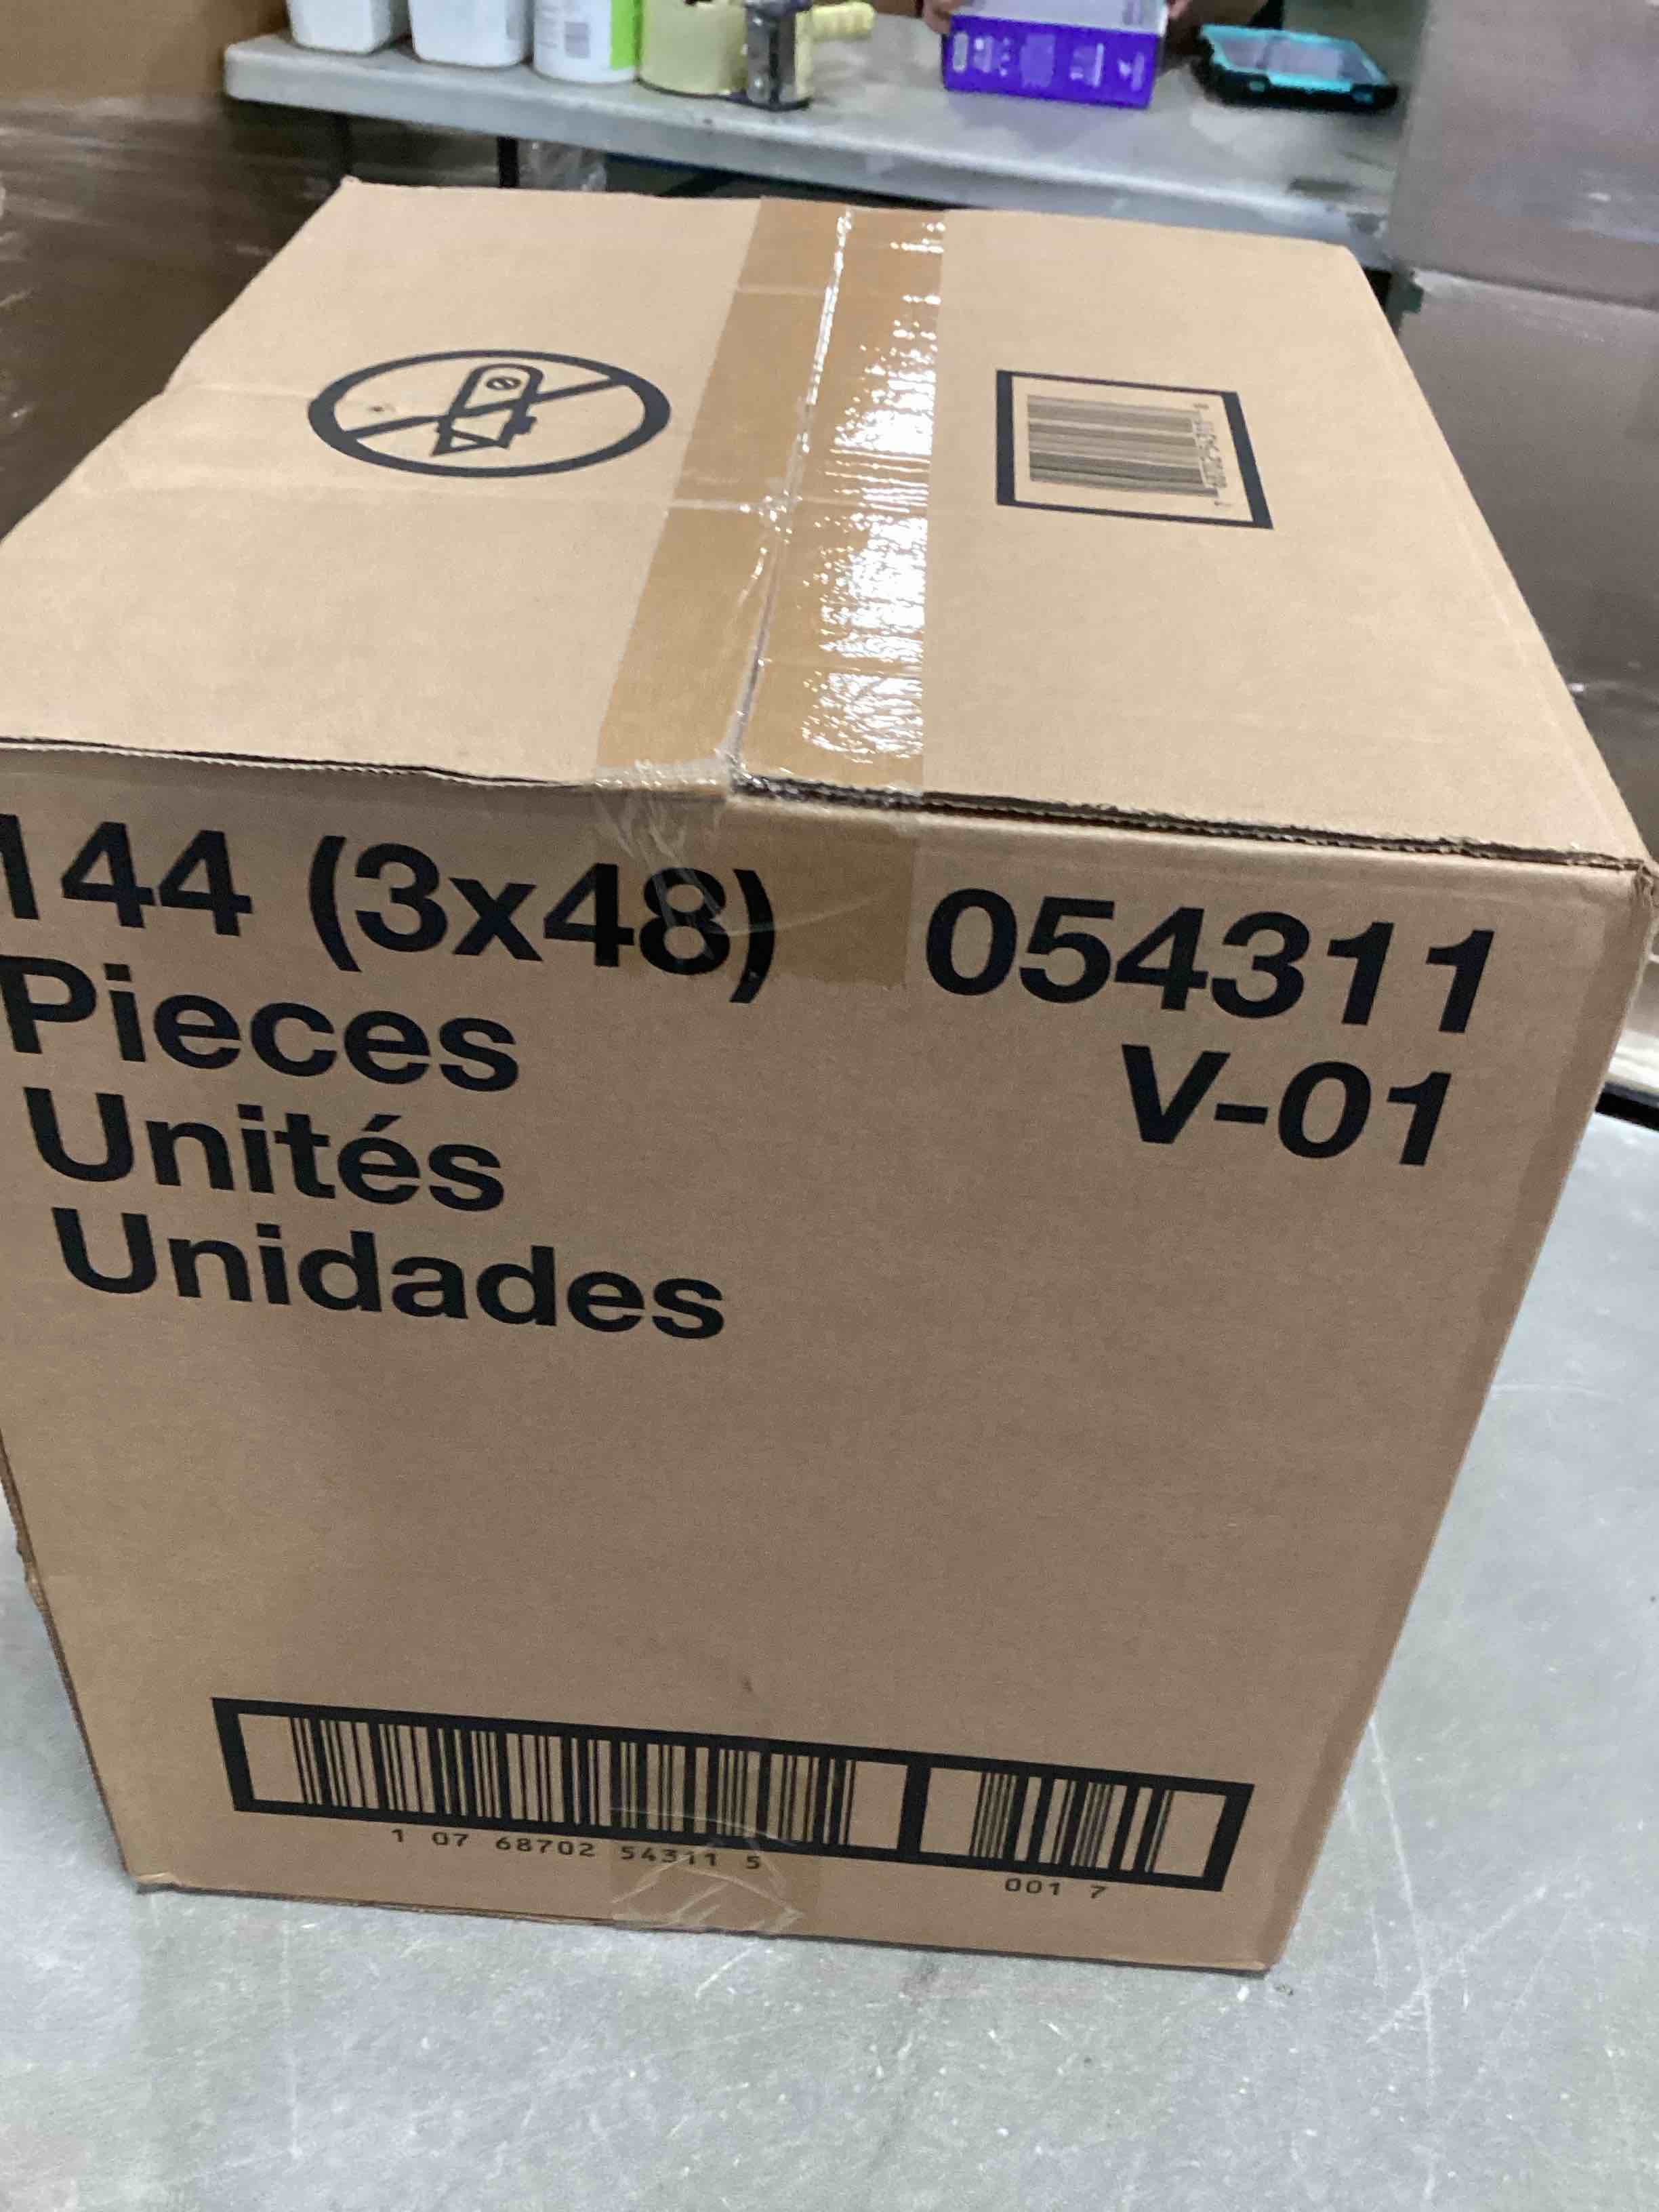 144 (3x48) 054311
Pieces V-01
Unités
Unidades
1 07 68702 54311 5
001 7